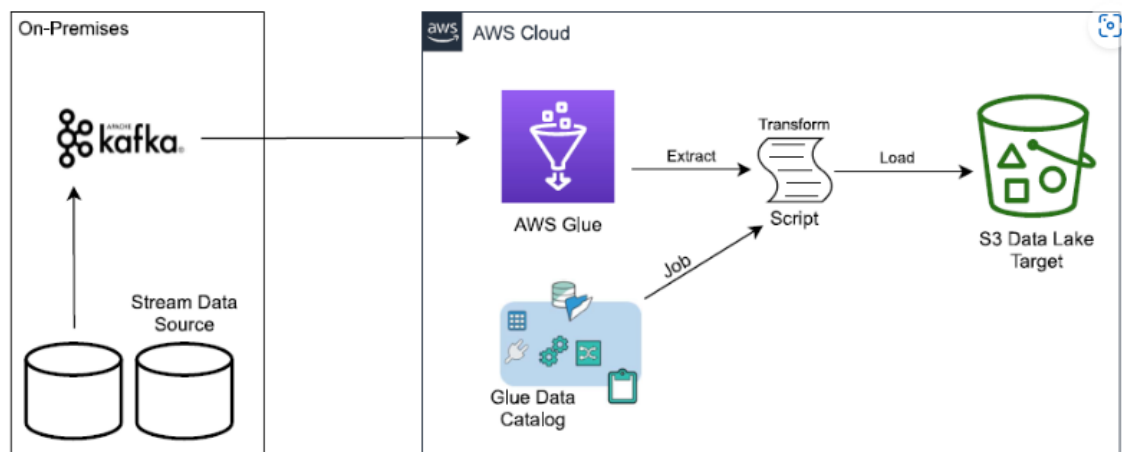 On-Premises
aws
AWS Cloud
APACHE
kafka®
Transform
Extract
Load
AWS Glue
Script
S3 Data Lake
Target
Job
Stream Data
Source
Glue Data
Catalog